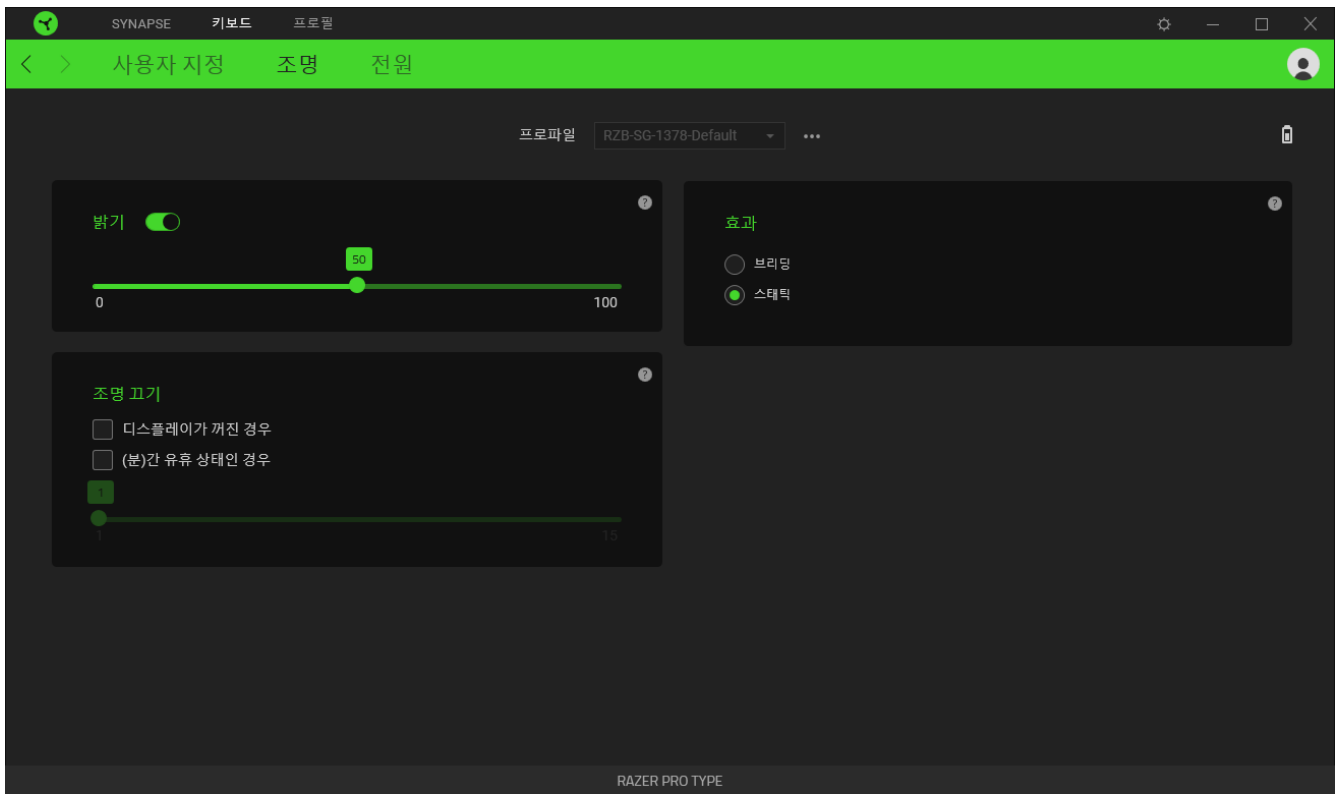 SYNAPSE 키보드 프로필
사용자 지정 조명 전원
프로파일 RZB-SG-1378-Default
밝기
50
0 100
효과
브리딩
스태틱
조명 끄기
디스플레이가 꺼진 경우
(분)간 유휴 상태인 경우
1
1 15
RAZER PRO TYPE